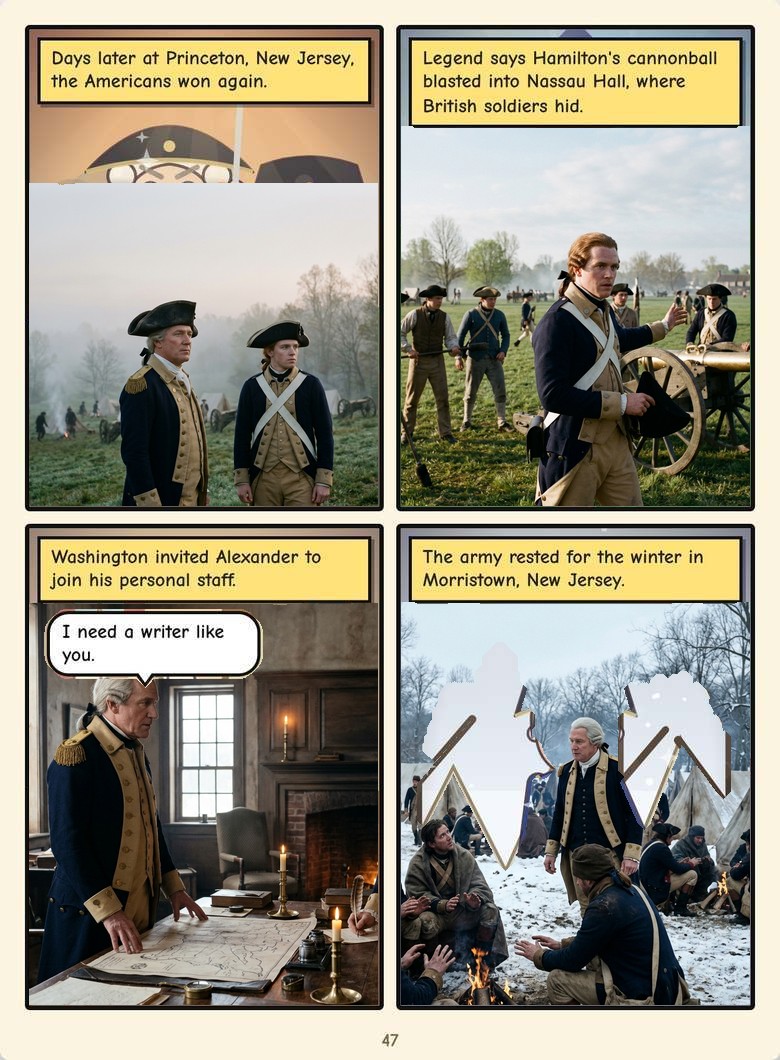 Days later at Princeton, New Jersey,
the Americans won again.
Legend says Hamilton's cannonball
blasted into Nassau Hall, where
British soldiers hid.
Washington invited Alexander to
join his personal staff.
I need a writer like
you.
The army rested for the winter in
Morristown, New Jersey.
47